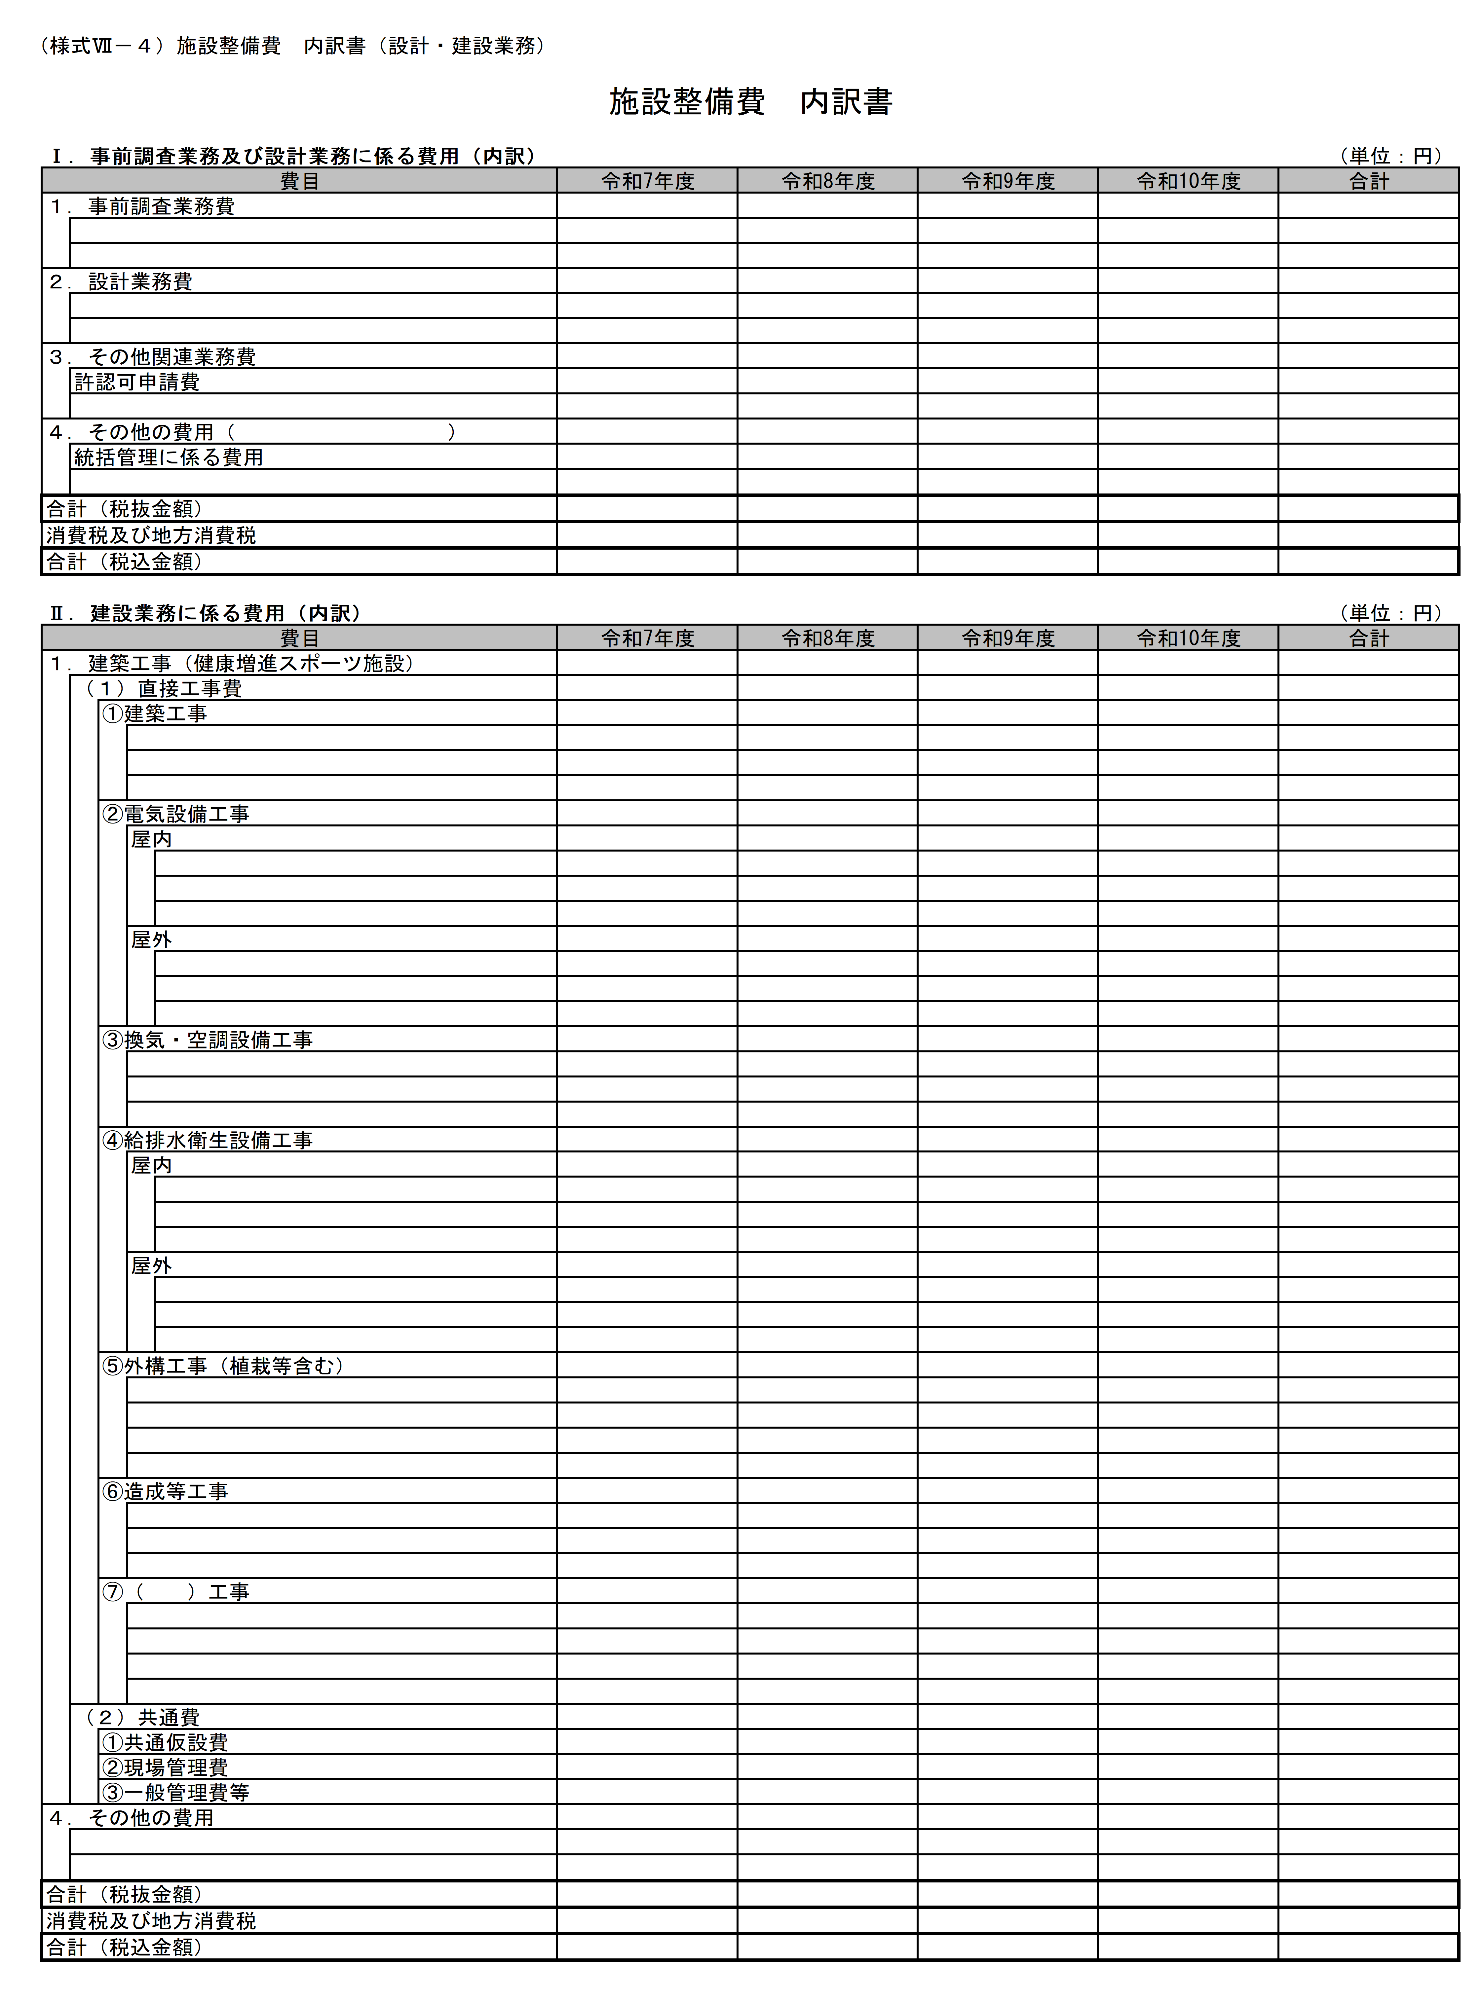 （様式Ⅶ－４）施設整備費　内訳書（設計・建設業務）
施設整備費　内訳書
Ⅰ．事前調査業務及び設計業務に係る費用（内訳）　（単位：円）
費目　令和7年度　令和8年度　令和9年度　令和10年度　合計
１．事前調査業務費
２．設計業務費
３．その他関連業務費
許認可申請費
４．その他の費用（　　　　　　　　　　）
統括管理に係る費用
合計（税抜金額）
消費税及び地方消費税
合計（税込金額）
Ⅱ．建設業務に係る費用（内訳）　（単位：円）
費目　令和7年度　令和8年度　令和9年度　令和10年度　合計
１．建築工事（健康増進スポーツ施設）
（１）直接工事費
①建築工事
②電気設備工事
屋内
屋外
③換気・空調設備工事
④給排水衛生設備工事
屋内
屋外
⑤外構工事（植栽等含む）
⑥造成等工事
⑦（　　）工事
（２）共通費
①共通仮設費
②現場管理費
③一般管理費等
４．その他の費用
合計（税抜金額）
消費税及び地方消費税
合計（税込金額）